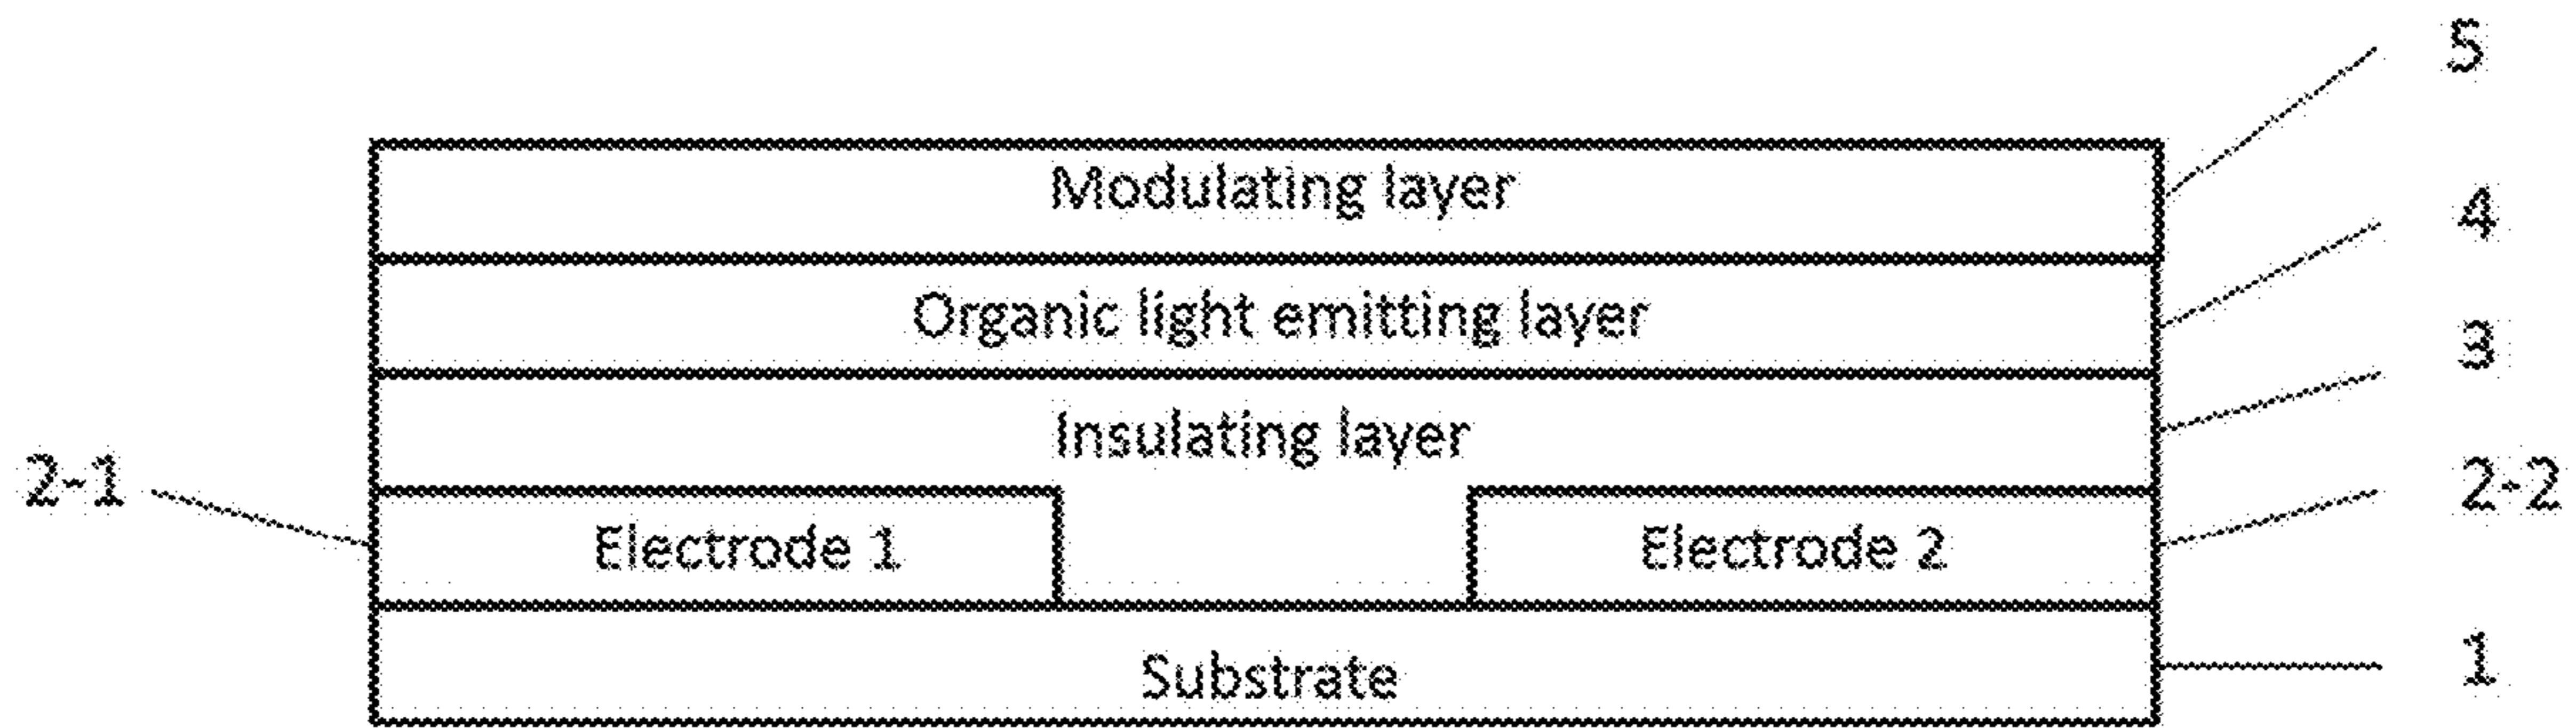 5
Modulating layer
4
Organic light emitting layer
3
Insulating layer
2-1
2-2
Electrode 1
Electrode 2
1
Substrate